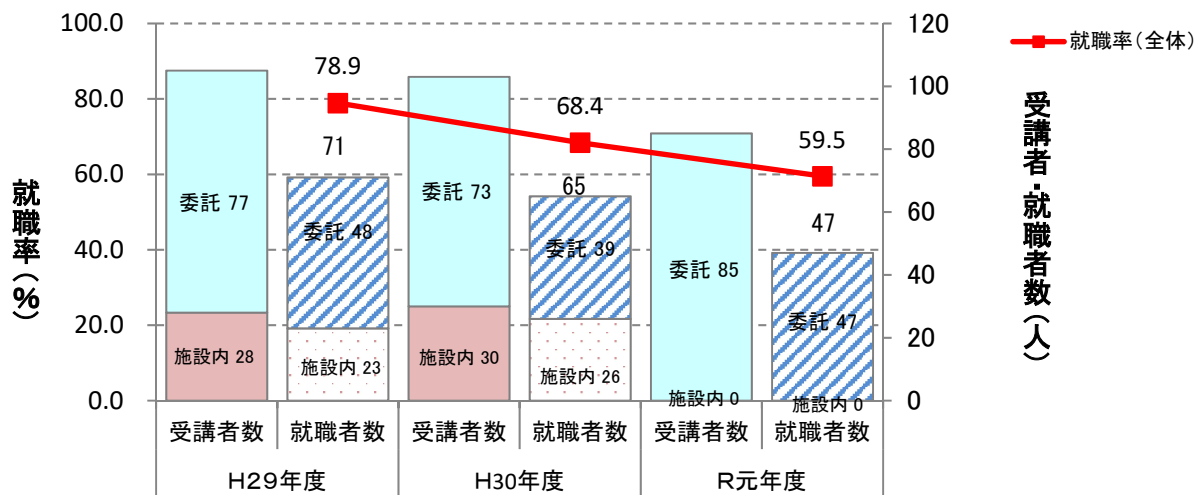 100.0
80.0
60.0
40.0
20.0
0.0
就職率(%)
120
100
80
60
40
20
0
受講者・就職者数(人)
就職率(全体)
78.9
68.4
59.5
71
65
47
委託 77
委託 48
委託 73
委託 39
委託 85
委託 47
施設内 28
施設内 23
施設内 30
施設内 26
施設内 0
施設内 0
受講者数
就職者数
受講者数
就職者数
受講者数
就職者数
H29年度
H30年度
R元年度